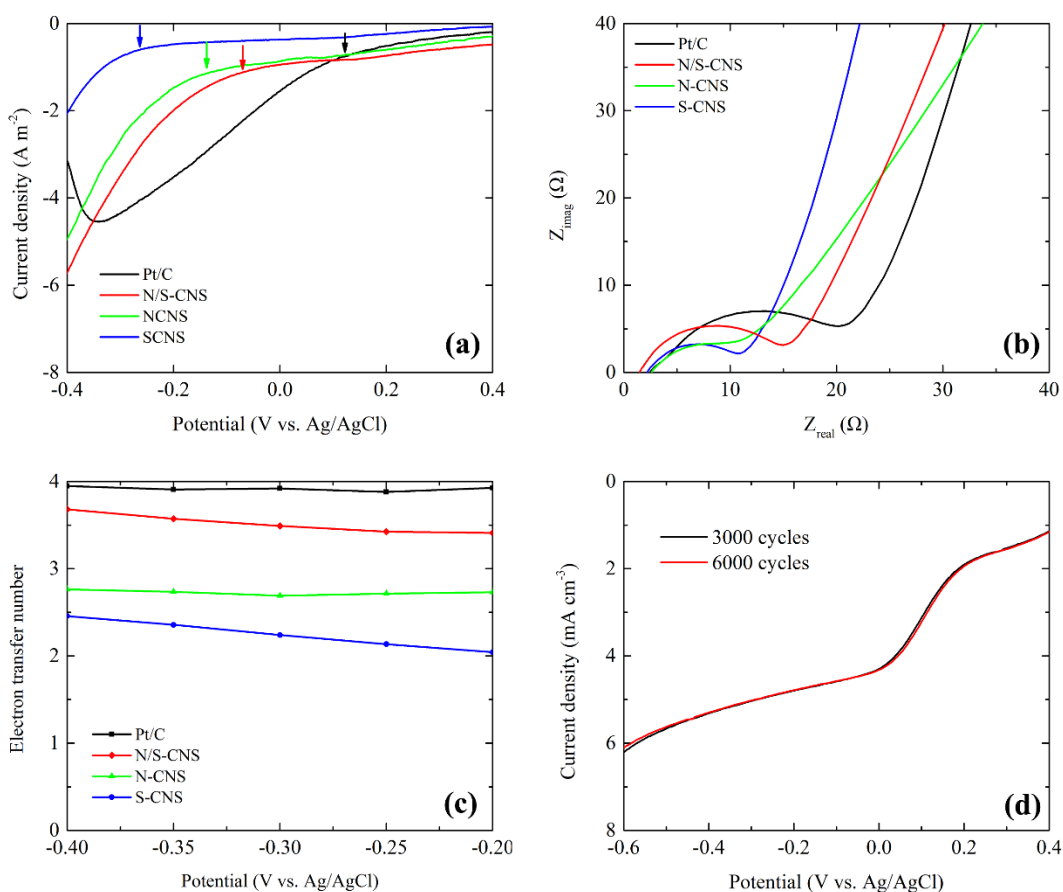 0
-2
-4
-6
-8
Current density (A m-2)
Pt/C
N/S-CNS
NCNS
SCNS
(a)
-0.4 -0.2 0.0 0.2 0.4
Potential (V vs. Ag/AgCl)
40
30
20
10
0
Zimag (Ω)
Pt/C
N/S-CNS
N-CNS
S-CNS
(b)
0 10 20 30 40
Zreal (Ω)
4
3
2
1
0
Electron transfer number
Pt/C
N/S-CNS
N-CNS
S-CNS
(c)
-0.40 -0.35 -0.30 -0.25 -0.20
Potential (V vs. Ag/AgCl)
0
2
4
6
8
Current density (mA cm-3)
3000 cycles
6000 cycles
(d)
-0.6 -0.4 -0.2 0.0 0.2 0.4
Potential (V vs. Ag/AgCl)